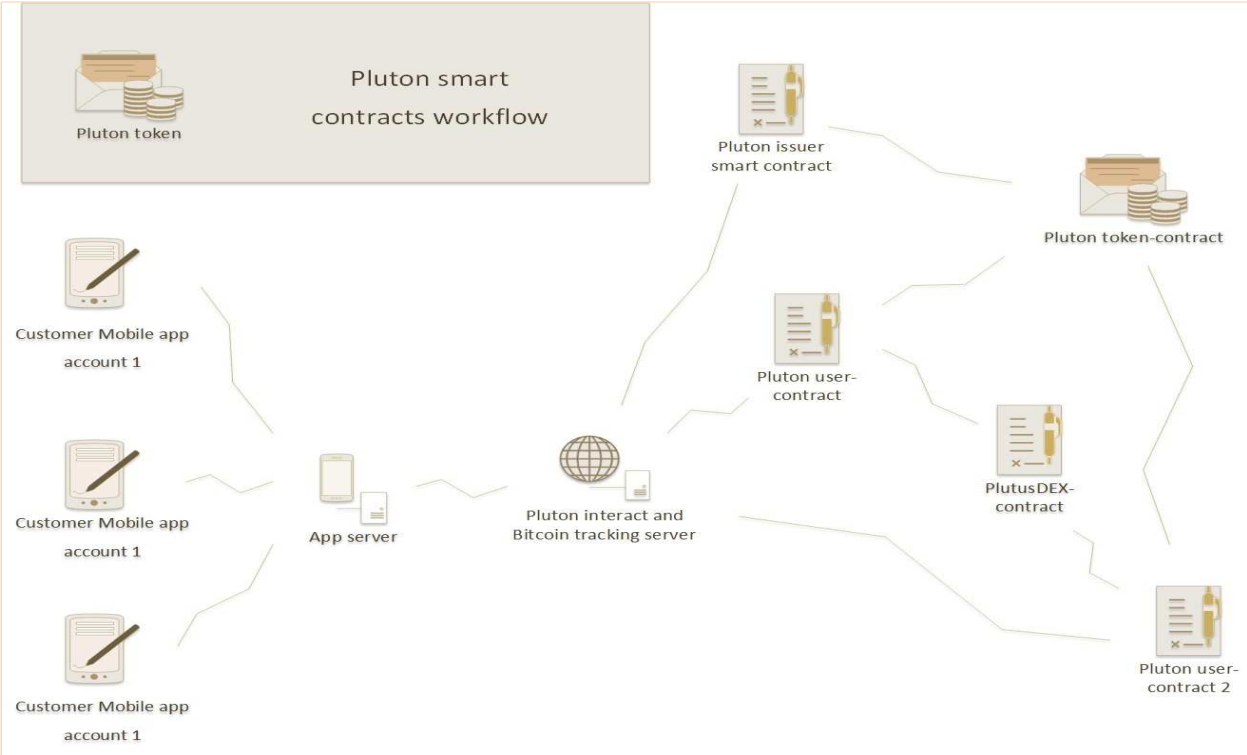 Pluton token
Pluton smart
contracts workflow
Pluton issuer
smart contract
Pluton token-contract
Customer Mobile app
account 1
Pluton user-
contract
PlutusDEX-
contract
Customer Mobile app
account 1
App server
Pluton interact and
Bitcoin tracking server
Customer Mobile app
account 1
Pluton user-
contract 2